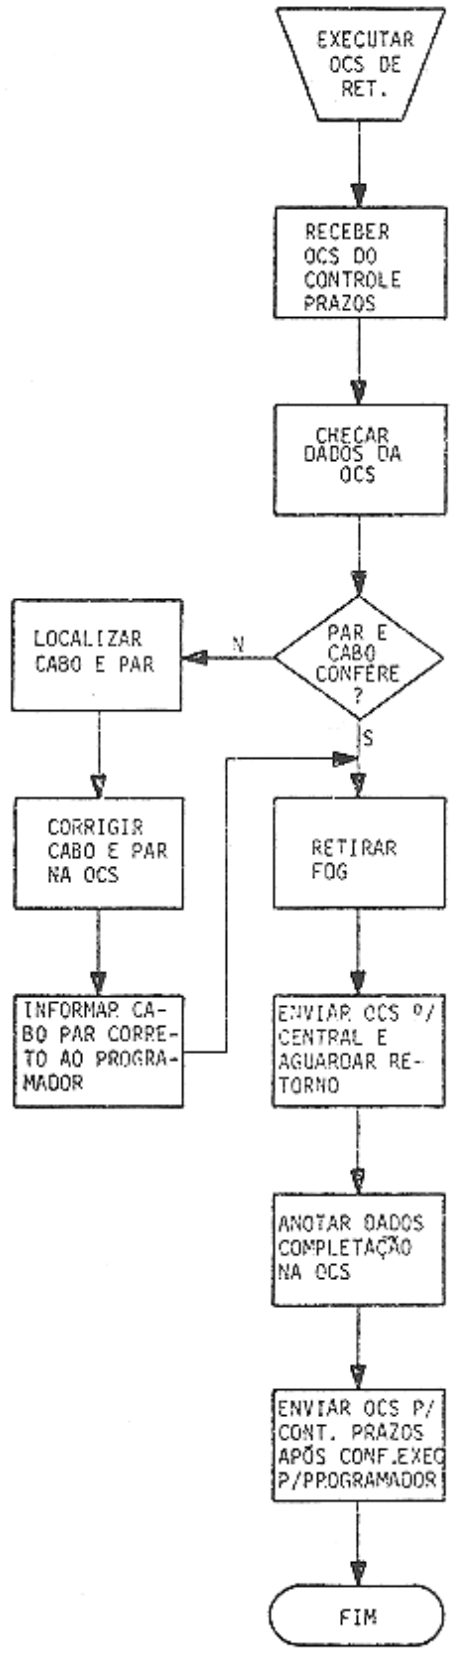 EXECUTAR
OCS DE
RET.
RECEBER
OCS DO
CONTROLE
PRAZOS
CHECAR
DADOS DA
OCS
PAR E
CABO
CONFERE
?
N
LOCALIZAR
CABO E PAR
CORRIGIR
CABO E PAR
NA OCS
INFORMAR CA-
BO PAR CORRE-
TO AO PROGRA-
MADOR
S
RETIRAR
FOG
ENVIAR OCS P/
CENTRAL E
AGUARDAR RE-
TORNO
ANOTAR DADOS
COMPLETAÇÃO
NA OCS
ENVIAR OCS P/
CONT. PRAZOS
APÓS CONF.EXEC
P/PROGRAMADOR
FIM